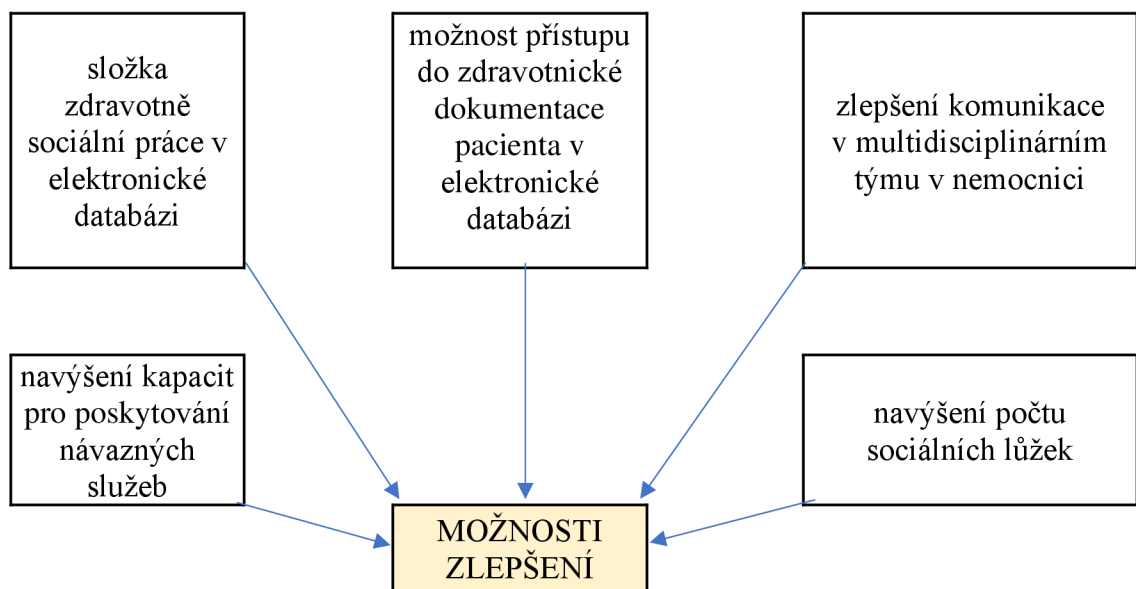 složka
zdravotně
sociální práce v
elektronické
databázi
možnost přístupu
do zdravotnické
dokumentace
pacienta v
elektronické
databázi
zlepšení komunikace
v multidisciplinárním
týmu v nemocnici
navýšení kapacit
pro poskytování
návazných
služeb
navýšení počtu
sociálních lůžek
MOŽNOSTI
ZLEPŠENÍ